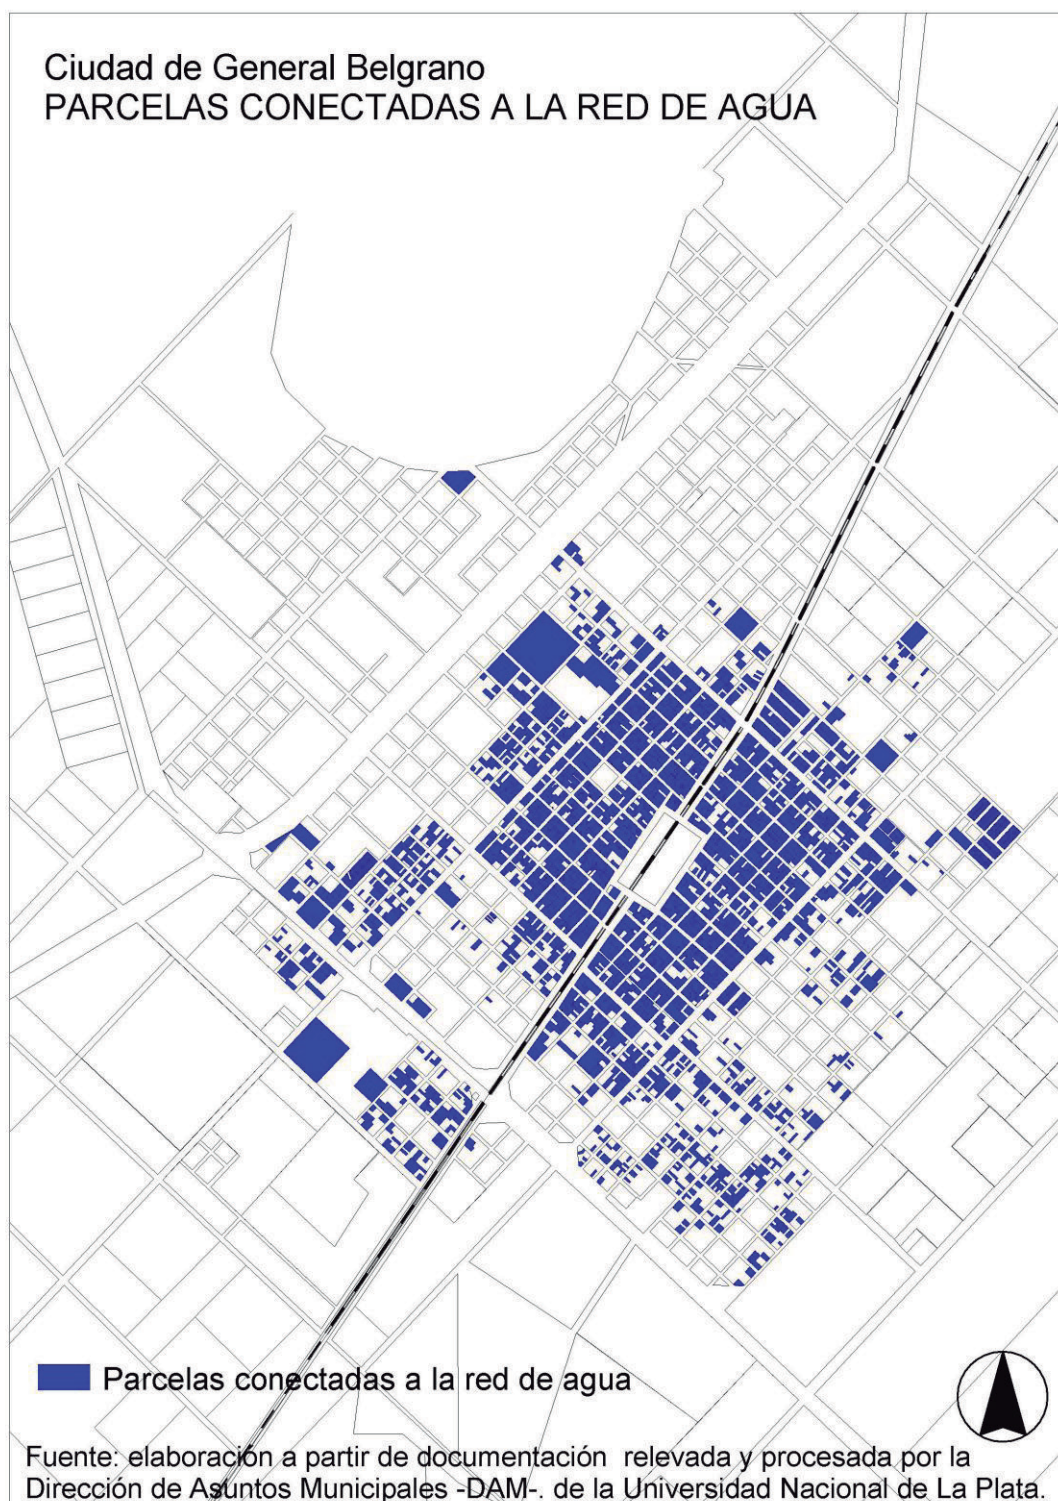 Ciudad de General Belgrano
PARCELAS CONECTADAS A LA RED DE AGUA
Parcelas conectadas a la red de agua
Fuente: elaboración a partir de documentación relevada y procesada por la
Dirección de Asuntos Municipales -DAM-. de la Universidad Nacional de La Plata.